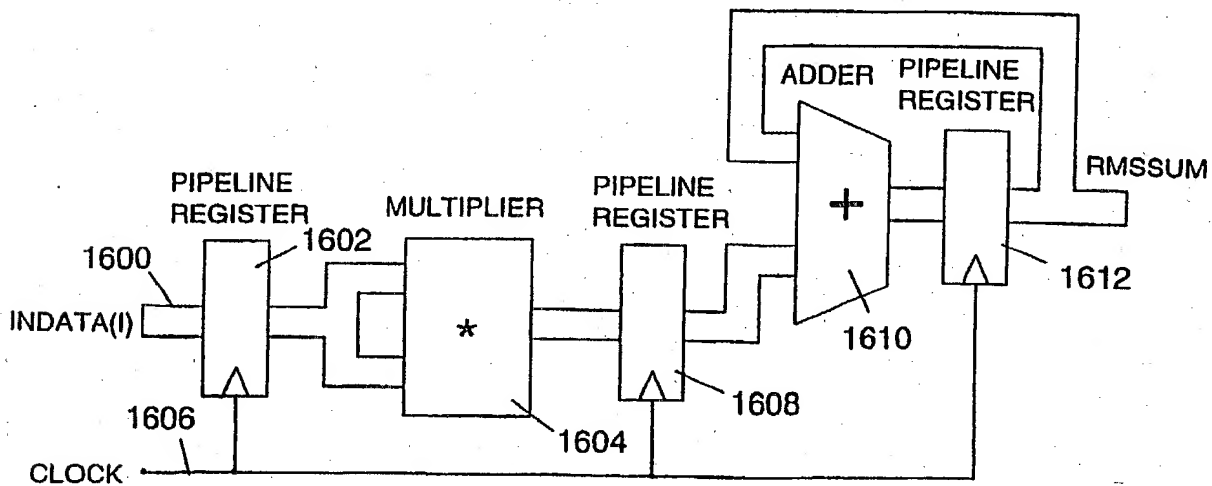 ADDER
PIPELINE
REGISTER
RMSSUM
PIPELINE
REGISTER
1602
MULTIPLIER
PIPELINE
REGISTER
+
1612
1600
INDATA(I)
*
1610
1608
1604
1606
CLOCK